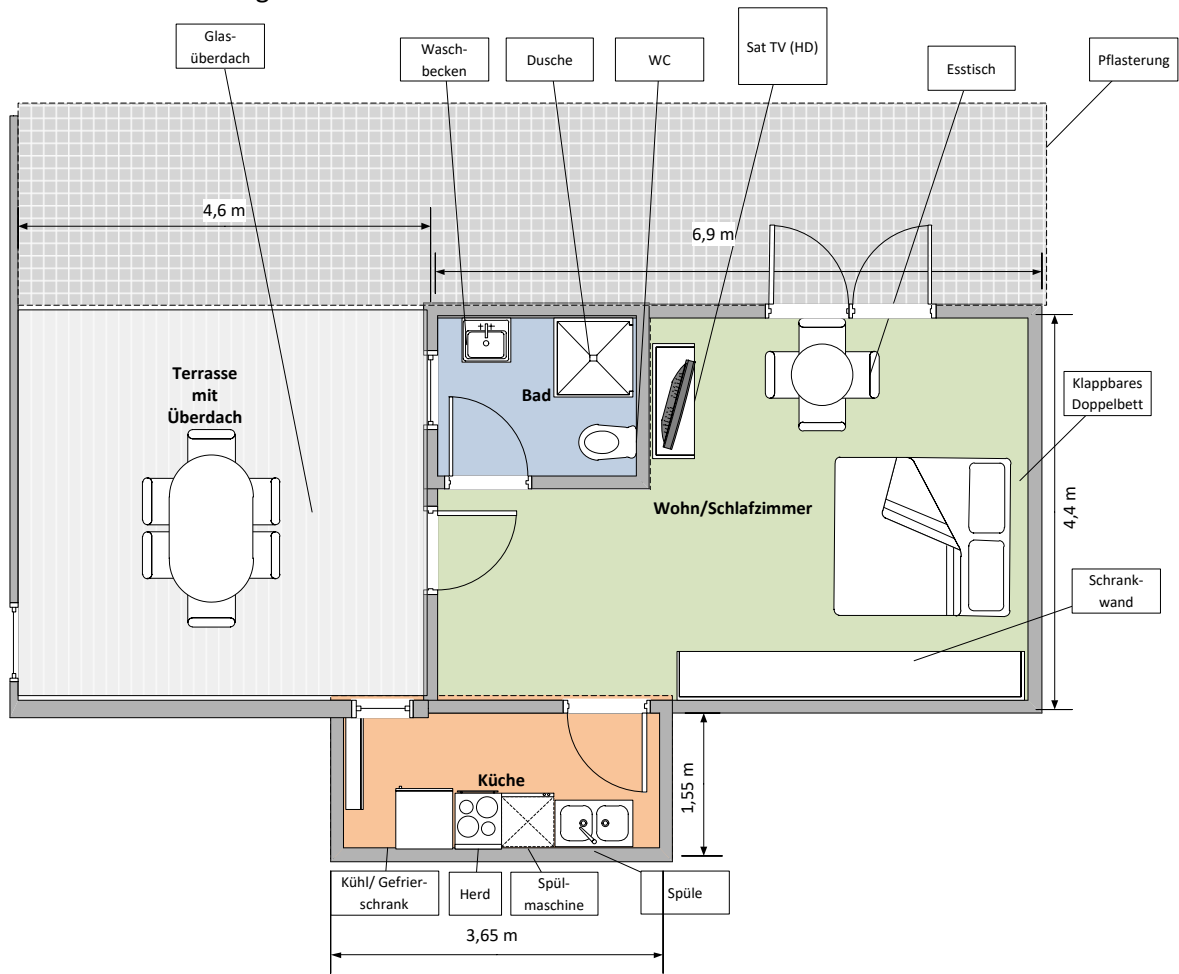 Glas-
überdach
Wasch-
becken
Dusche
WC
Sat TV (HD)
Esstisch
Pflasterung
4,6 m
6,9 m
Terrasse
mit
Überdach
Bad
Klappbares
Doppelbett
Wohn/Schlafzimmer
4,4 m
Schrank-
wand
Küche
1,55 m
Kühl/ Gefrier-
schrank
Herd
Spül-
maschine
Spüle
3,65 m